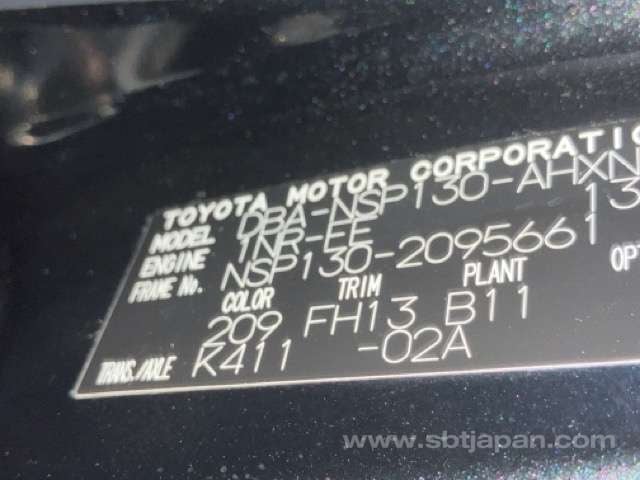 TOYOTA MOTOR CORPORATIO
MODEL DBA-NSP130-AHXN
ENGINE 1NR-FE 13
FRAME No. NSP130-2095661
COLOR TRIM PLANT OPT
209 FH13 B11
TRANS./AXLE K411 -02A
www.sbtjapan.com